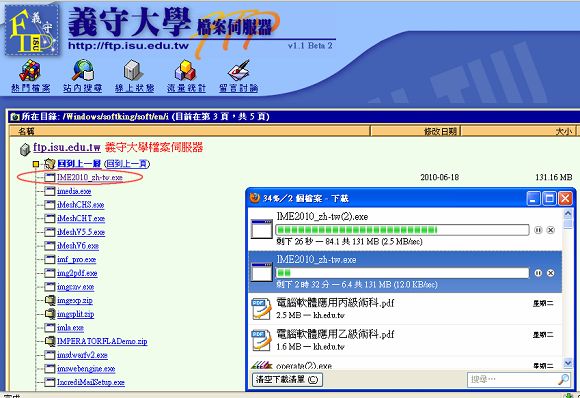 義守大學 檔案伺服器 FTP
http://ftp.isu.edu.tw
v1.1 Beta 2
熱門檔案 站內搜尋 線上狀態 流量統計 留言討論
所在目錄: /Windows/softking/soft/en/i (目前在第 3 頁，共 5 頁)
名稱 修改日期 大小
ftp.isu.edu.tw 義守大學檔案伺服器
回到上一層 (回到上一頁)
IME2010_zh-tw.exe 2010-06-18 131.16 MB
imedia.exe
iMeshCHS.exe
iMeshCHT.exe
iMeshV5.5.exe
iMeshV6.exe
imf_pro.exe
img2pdf.exe
imgexp.zip
imgsplit.zip
imla.exe
IMPERATORFLADemo.zip
imswebengine.exe
IncrediMailSetup.exe
34%／2 個檔案 - 下載
IME2010_zh-tw(2).exe
剩下 26 秒 — 84.1 共 131 MB (2.5 MB/sec)
IME2010_zh-tw.exe
剩下 2 時 32 分 — 6.4 共 131 MB (12.0 KB/sec)
電腦軟體應用丙級術科.pdf 星期二
2.5 MB — kh.edu.tw
電腦軟體應用乙級術科.pdf 星期二
1.6 MB — kh.edu.tw
operate(2).exe 星期二
清空下載清單(C) 搜尋...
完成